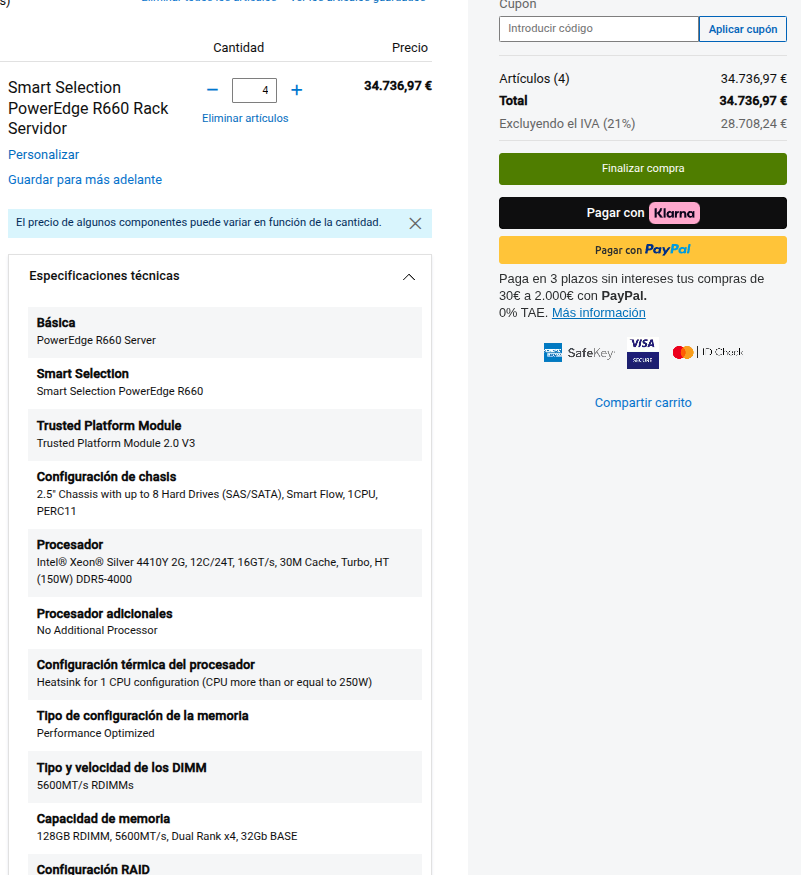 s)
Cupón
Introducir código
Aplicar cupón
Cantidad
Precio
Smart Selection
PowerEdge R660 Rack
Servidor
4
34.736,97 €
Eliminar artículos
Personalizar
Guardar para más adelante
El precio de algunos componentes puede variar en función de la cantidad.
Especificaciones técnicas
Básica
PowerEdge R660 Server
Smart Selection
Smart Selection PowerEdge R660
Trusted Platform Module
Trusted Platform Module 2.0 V3
Configuración de chasis
2.5" Chassis with up to 8 Hard Drives (SAS/SATA), Smart Flow, 1CPU,
PERC11
Procesador
Intel® Xeon® Silver 4410Y 2G, 12C/24T, 16GT/s, 30M Cache, Turbo, HT
(150W) DDR5-4000
Procesador adicionales
No Additional Processor
Configuración térmica del procesador
Heatsink for 1 CPU configuration (CPU more than or equal to 250W)
Tipo de configuración de la memoria
Performance Optimized
Tipo y velocidad de los DIMM
5600MT/s RDIMMs
Capacidad de memoria
128GB RDIMM, 5600MT/s, Dual Rank x4, 32Gb BASE
Configuración RAID
Artículos (4) 34.736,97 €
Total 34.736,97 €
Excluyendo el IVA (21%) 28.708,24 €
Finalizar compra
Pagar con Klarna
Pagar con PayPal
Paga en 3 plazos sin intereses tus compras de
30€ a 2.000€ con PayPal.
0% TAE. Más información
SafeKey
VISA
SECURE
ID Check
Compartir carrito